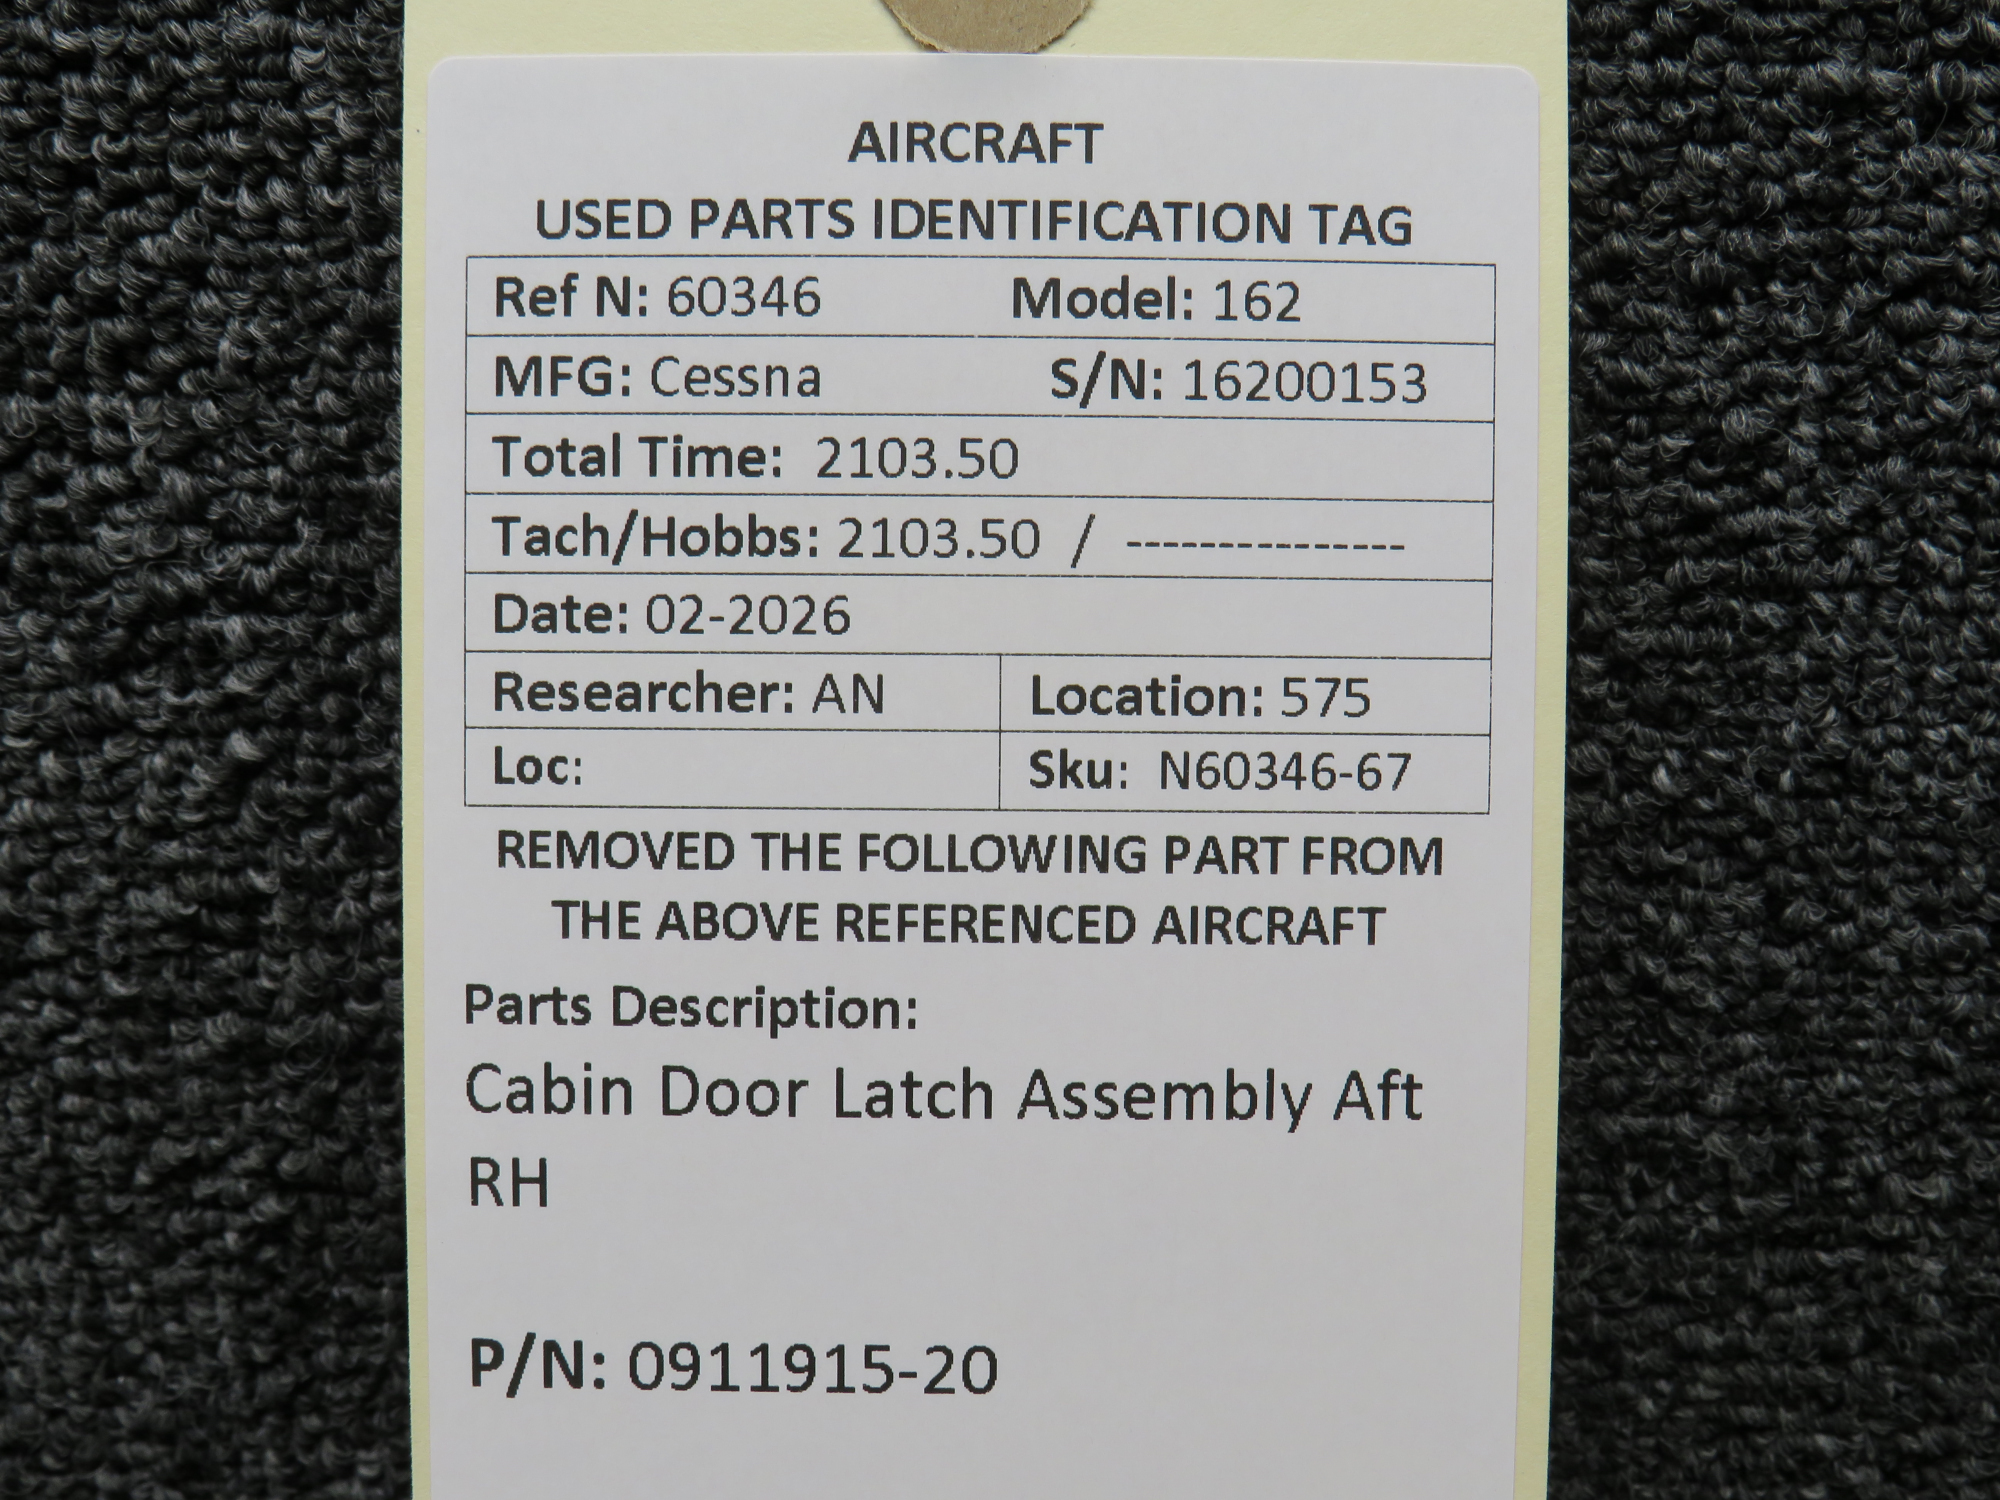 AIRCRAFT
USED PARTS IDENTIFICATION TAG
Ref N: 60346 Model: 162
MFG: Cessna S/N: 16200153
Total Time: 2103.50
Tach/Hobbs: 2103.50 / ---------------
Date: 02-2026
Researcher: AN Location: 575
Loc: Sku: N60346-67
REMOVED THE FOLLOWING PART FROM
THE ABOVE REFERENCED AIRCRAFT
Parts Description:
Cabin Door Latch Assembly Aft
RH
P/N: 0911915-20